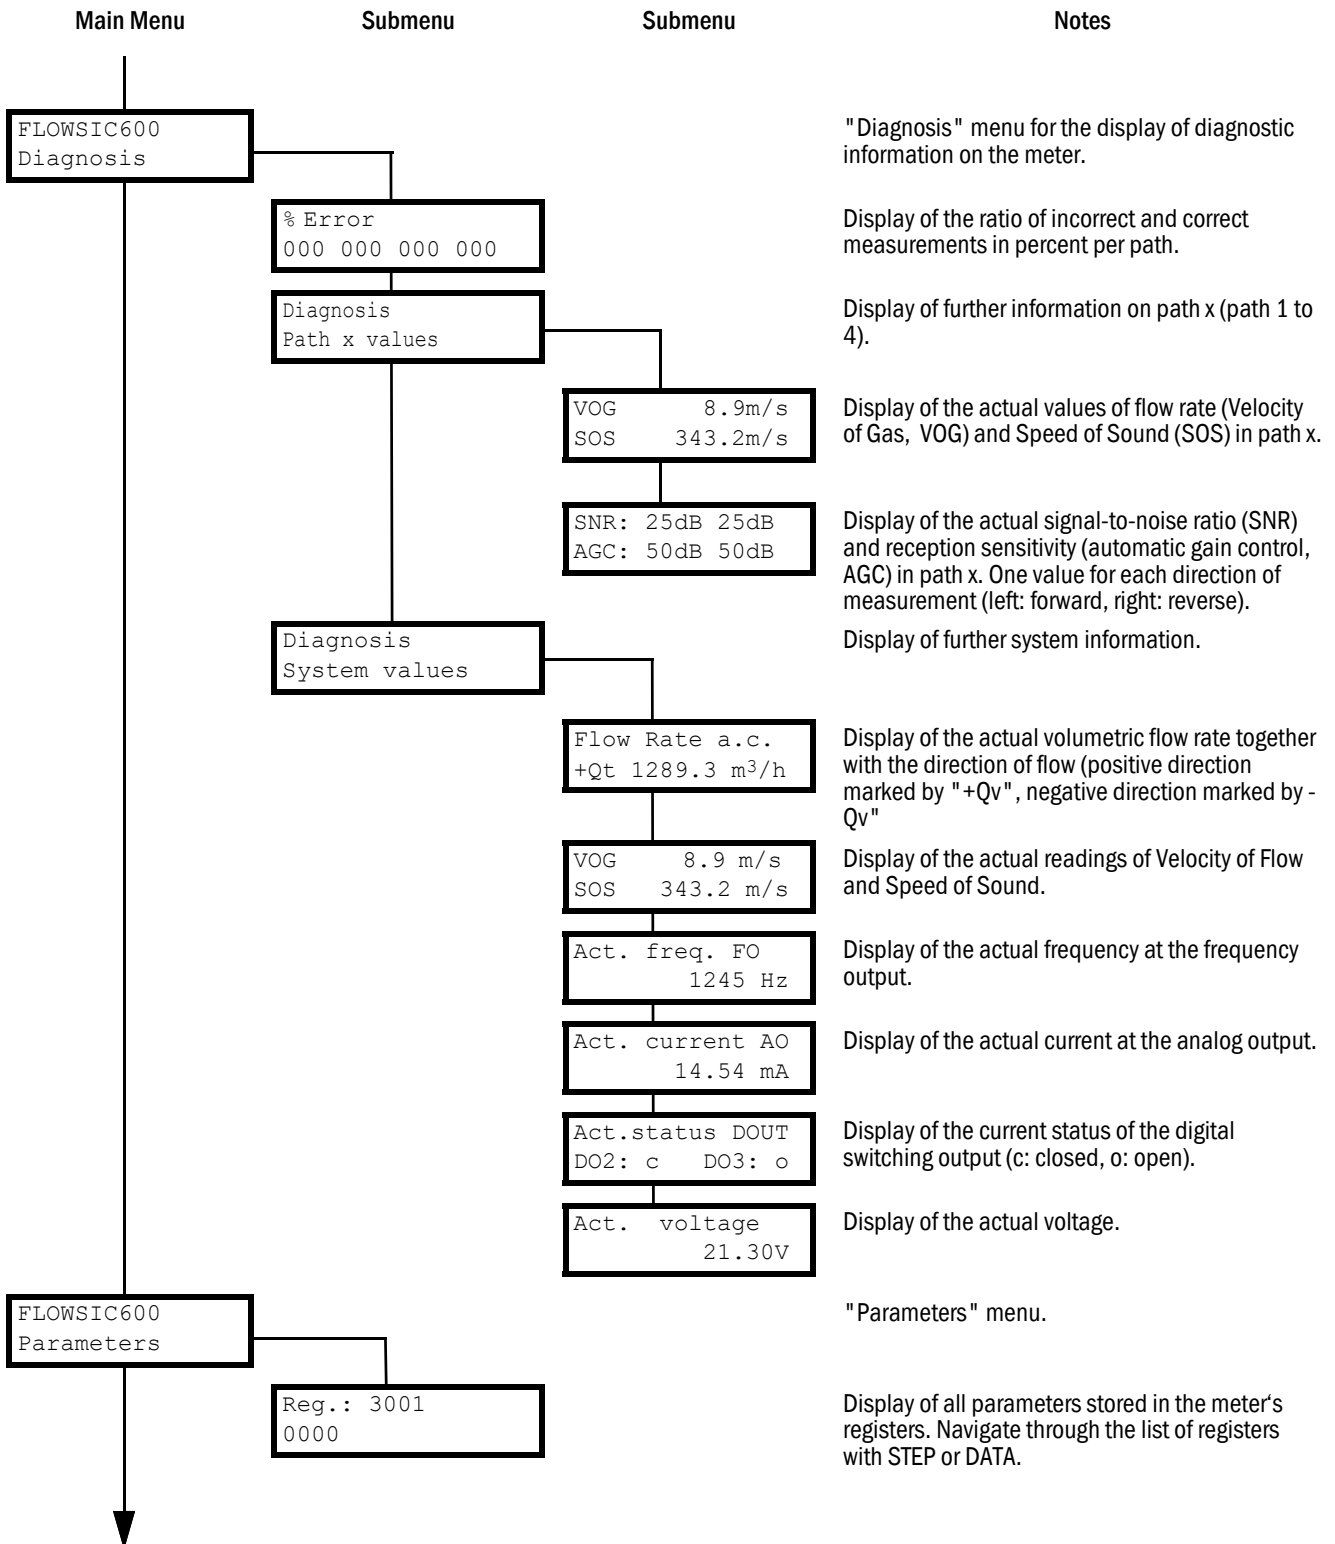 Main Menu Submenu Submenu Notes
FLOWSIC600
Diagnosis
"Diagnosis" menu for the display of diagnostic
information on the meter.
% Error
000 000 000 000
Display of the ratio of incorrect and correct
measurements in percent per path.
Diagnosis
Path x values
Display of further information on path x (path 1 to
4).
VOG 8.9m/s
SOS 343.2m/s
Display of the actual values of flow rate (Velocity
of Gas, VOG) and Speed of Sound (SOS) in path x.
SNR: 25dB 25dB
AGC: 50dB 50dB
Display of the actual signal-to-noise ratio (SNR)
and reception sensitivity (automatic gain control,
AGC) in path x. One value for each direction of
measurement (left: forward, right: reverse).
Diagnosis
System values
Display of further system information.
Flow Rate a.c.
+Qt 1289.3 m³/h
Display of the actual volumetric flow rate together
with the direction of flow (positive direction
marked by "+Qv", negative direction marked by -
Qv"
VOG 8.9 m/s
SOS 343.2 m/s
Display of the actual readings of Velocity of Flow
and Speed of Sound.
Act. freq. FO
1245 Hz
Display of the actual frequency at the frequency
output.
Act. current AO
14.54 mA
Display of the actual current at the analog output.
Act.status DOUT
DO2: c DO3: o
Display of the current status of the digital
switching output (c: closed, o: open).
Act. voltage
21.30V
Display of the actual voltage.
FLOWSIC600
Parameters
"Parameters" menu.
Reg.: 3001
0000
Display of all parameters stored in the meter‘s
registers. Navigate through the list of registers
with STEP or DATA.